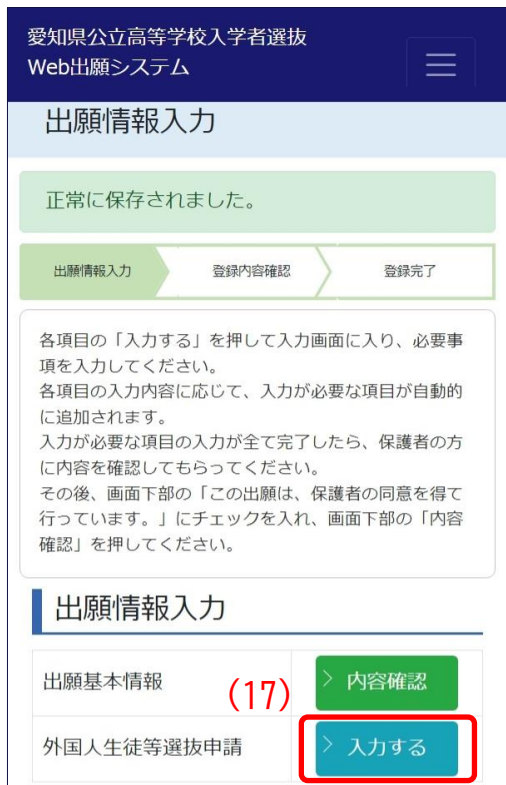 愛知県公立高等学校入学者選抜
Web出願システム
出願情報入力
正常に保存されました。
出願情報入力 登録内容確認 登録完了
各項目の「入力する」を押して入力画面に入り、必要事
項を入力してください。
各項目の入力内容に応じて、入力が必要な項目が自動的
に追加されます。
入力が必要な項目の入力が全て完了したら、保護者の方
に内容を確認してもらってください。
その後、画面下部の「この出願は、保護者の同意を得て
行っています。」にチェックを入れ、画面下部の「内容
確認」を押してください。
出願情報入力
出願基本情報 (17) 内容確認
外国人生徒等選抜申請 入力する